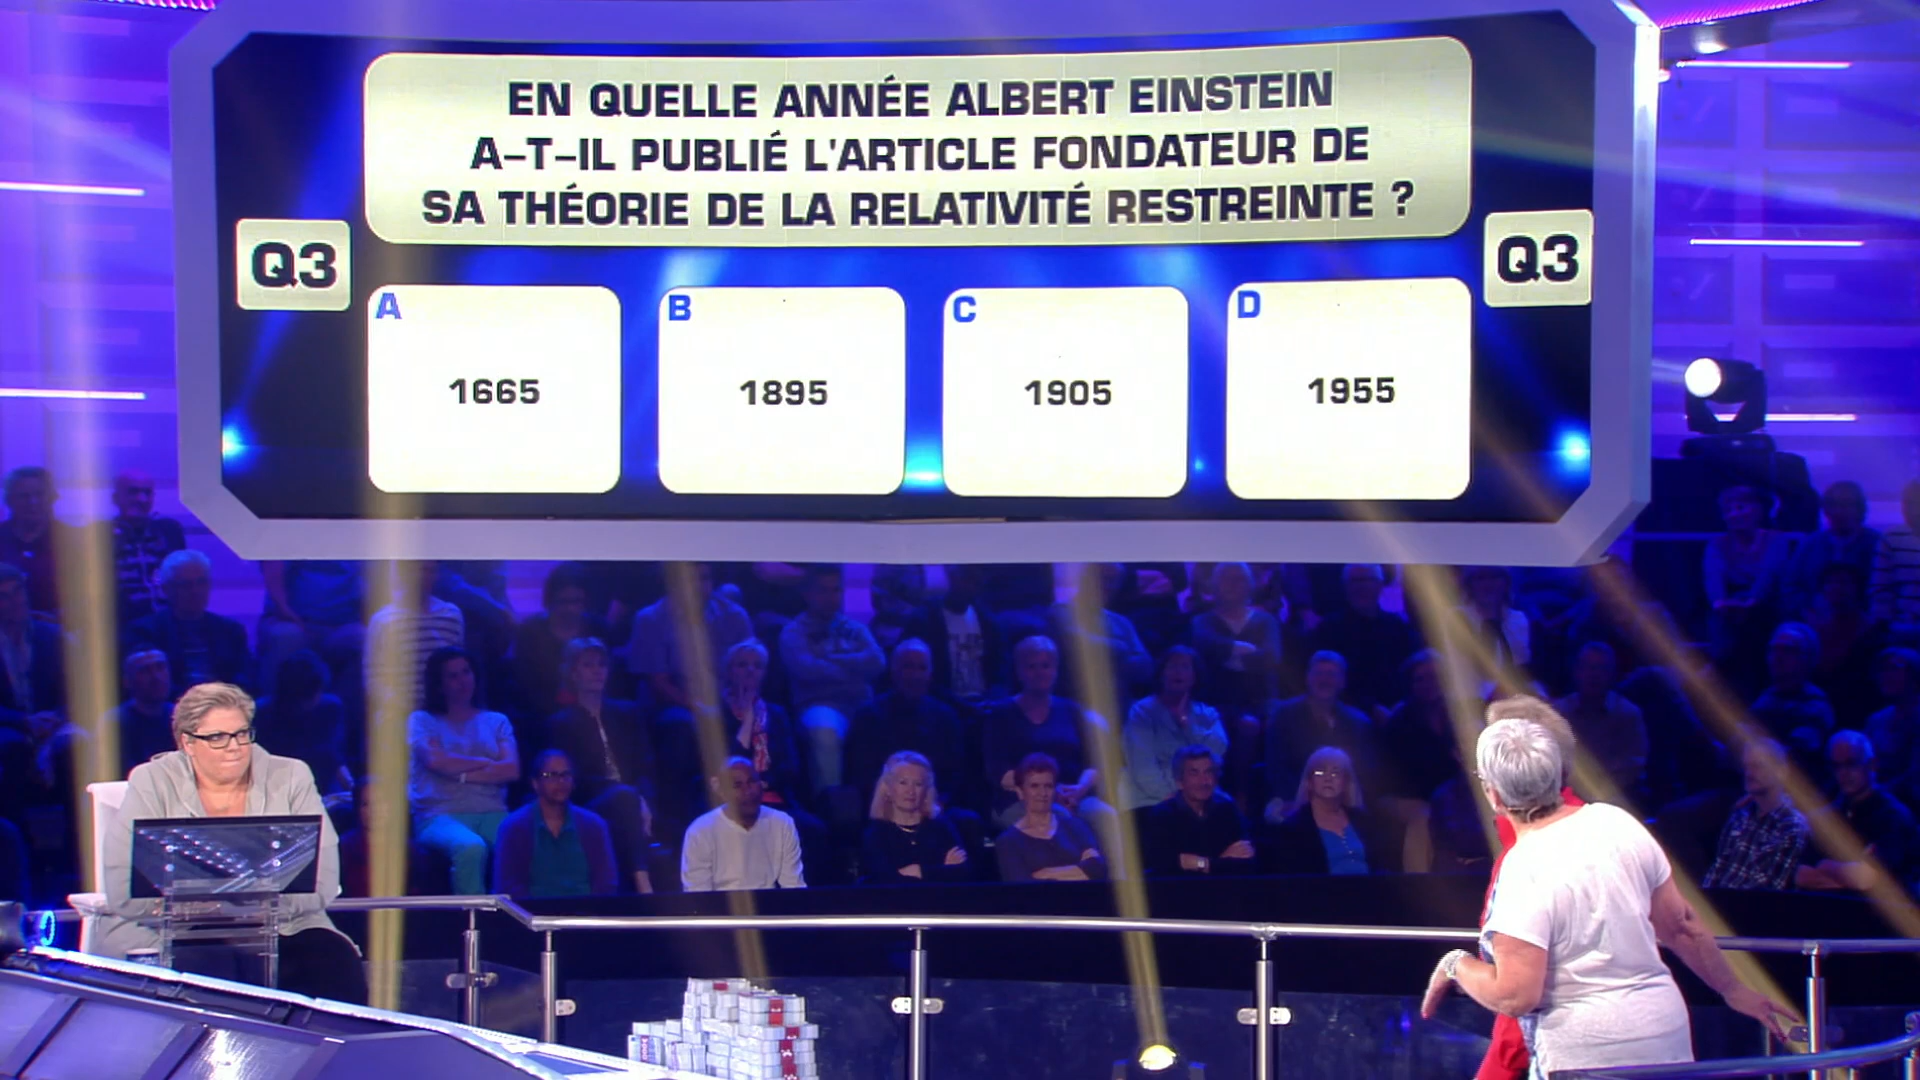 EN QUELLE ANNÉE ALBERT EINSTEIN
A-T-IL PUBLIÉ L'ARTICLE FONDATEUR DE
SA THÉORIE DE LA RELATIVITÉ RESTREINTE ?
Q3
Q3
A
1665
B
1895
C
1905
D
1955